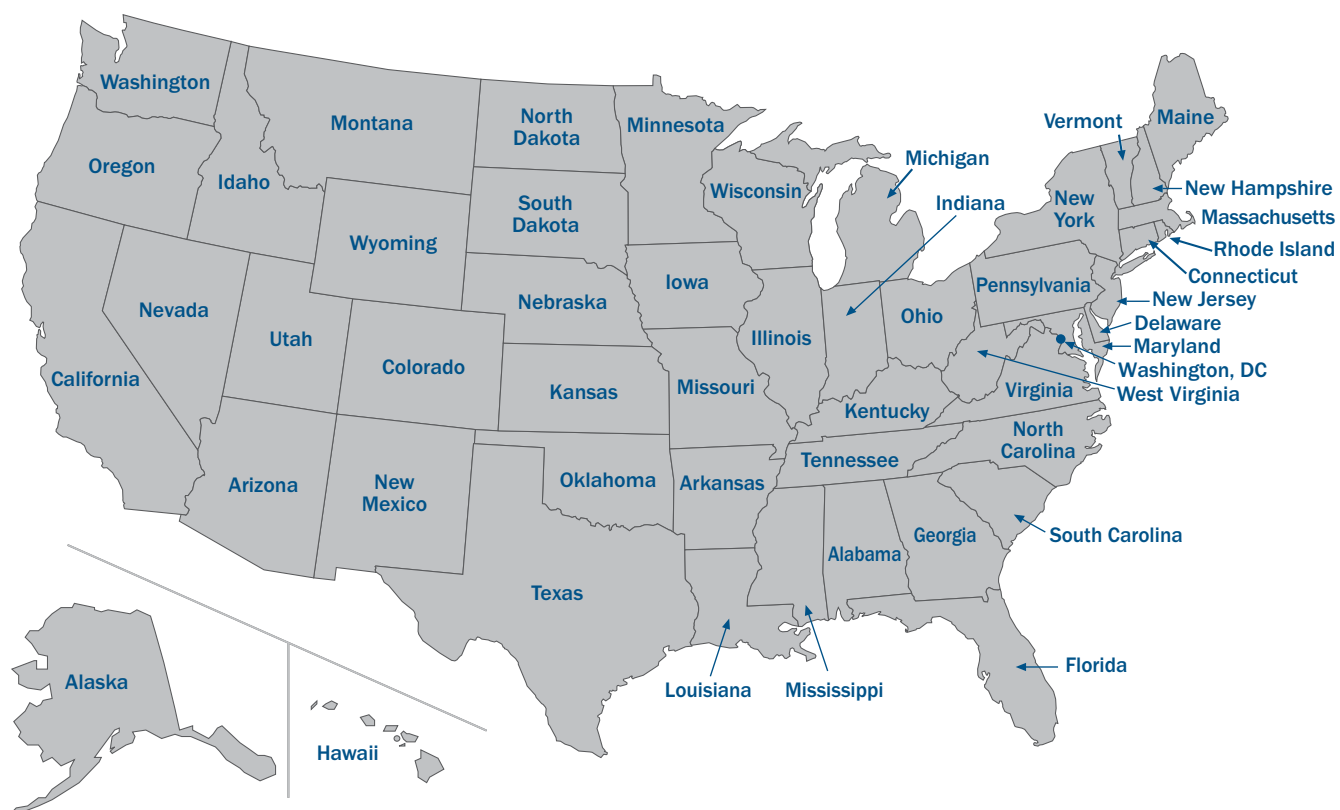 Washington
Montana
North
Dakota
Minnesota
Vermont
Maine
Oregon
Idaho
Michigan
Wisconsin
New Hampshire
Indiana
South
Dakota
New
York
Massachusetts
Wyoming
Rhode Island
Connecticut
Iowa
Pennsylvania
Nebraska
New Jersey
Nevada
Ohio
Delaware
Utah
Illinois
Maryland
Colorado
Washington, DC
California
Missouri
Kansas
Virginia
West Virginia
Kentucky
North
Carolina
Tennessee
Oklahoma
Arkansas
Arizona
New
Mexico
South Carolina
Georgia
Alabama
Texas
Florida
Alaska
Louisiana
Mississippi
Hawaii